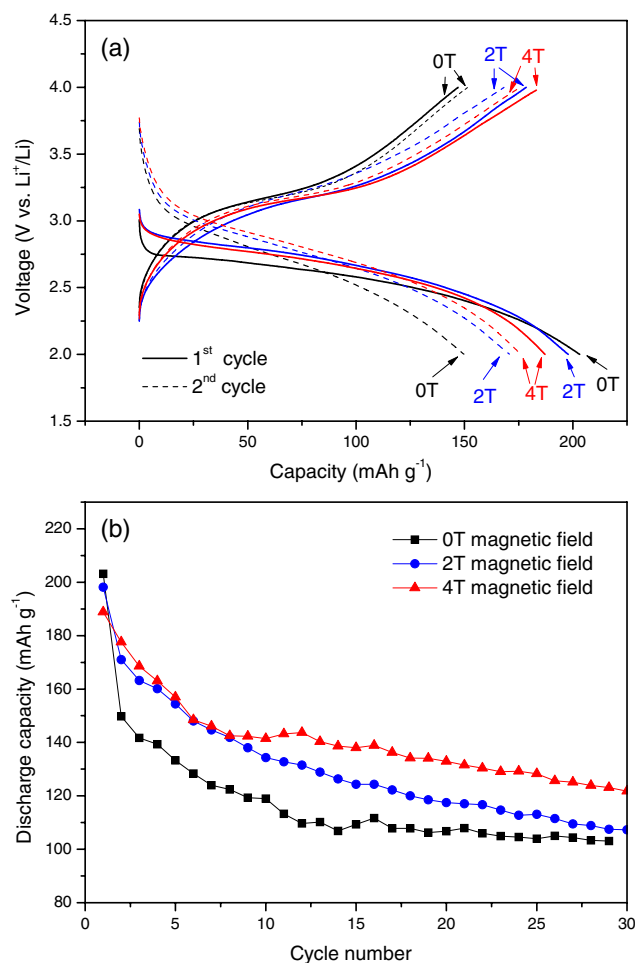 (a)
0T
2T
4T
4.0
3.5
3.0
2.5
2.0
1.5
Voltage (V vs. Li⁺/Li)
1ˢᵗ cycle
2ⁿᵈ cycle
0T
2T
4T
2T
0T
0
50
100
150
200
Capacity (mAh g⁻¹)
(b)
0T magnetic field
2T magnetic field
4T magnetic field
220
200
180
160
140
120
100
80
Discharge capacity (mAh g⁻¹)
0
5
10
15
20
25
30
Cycle number